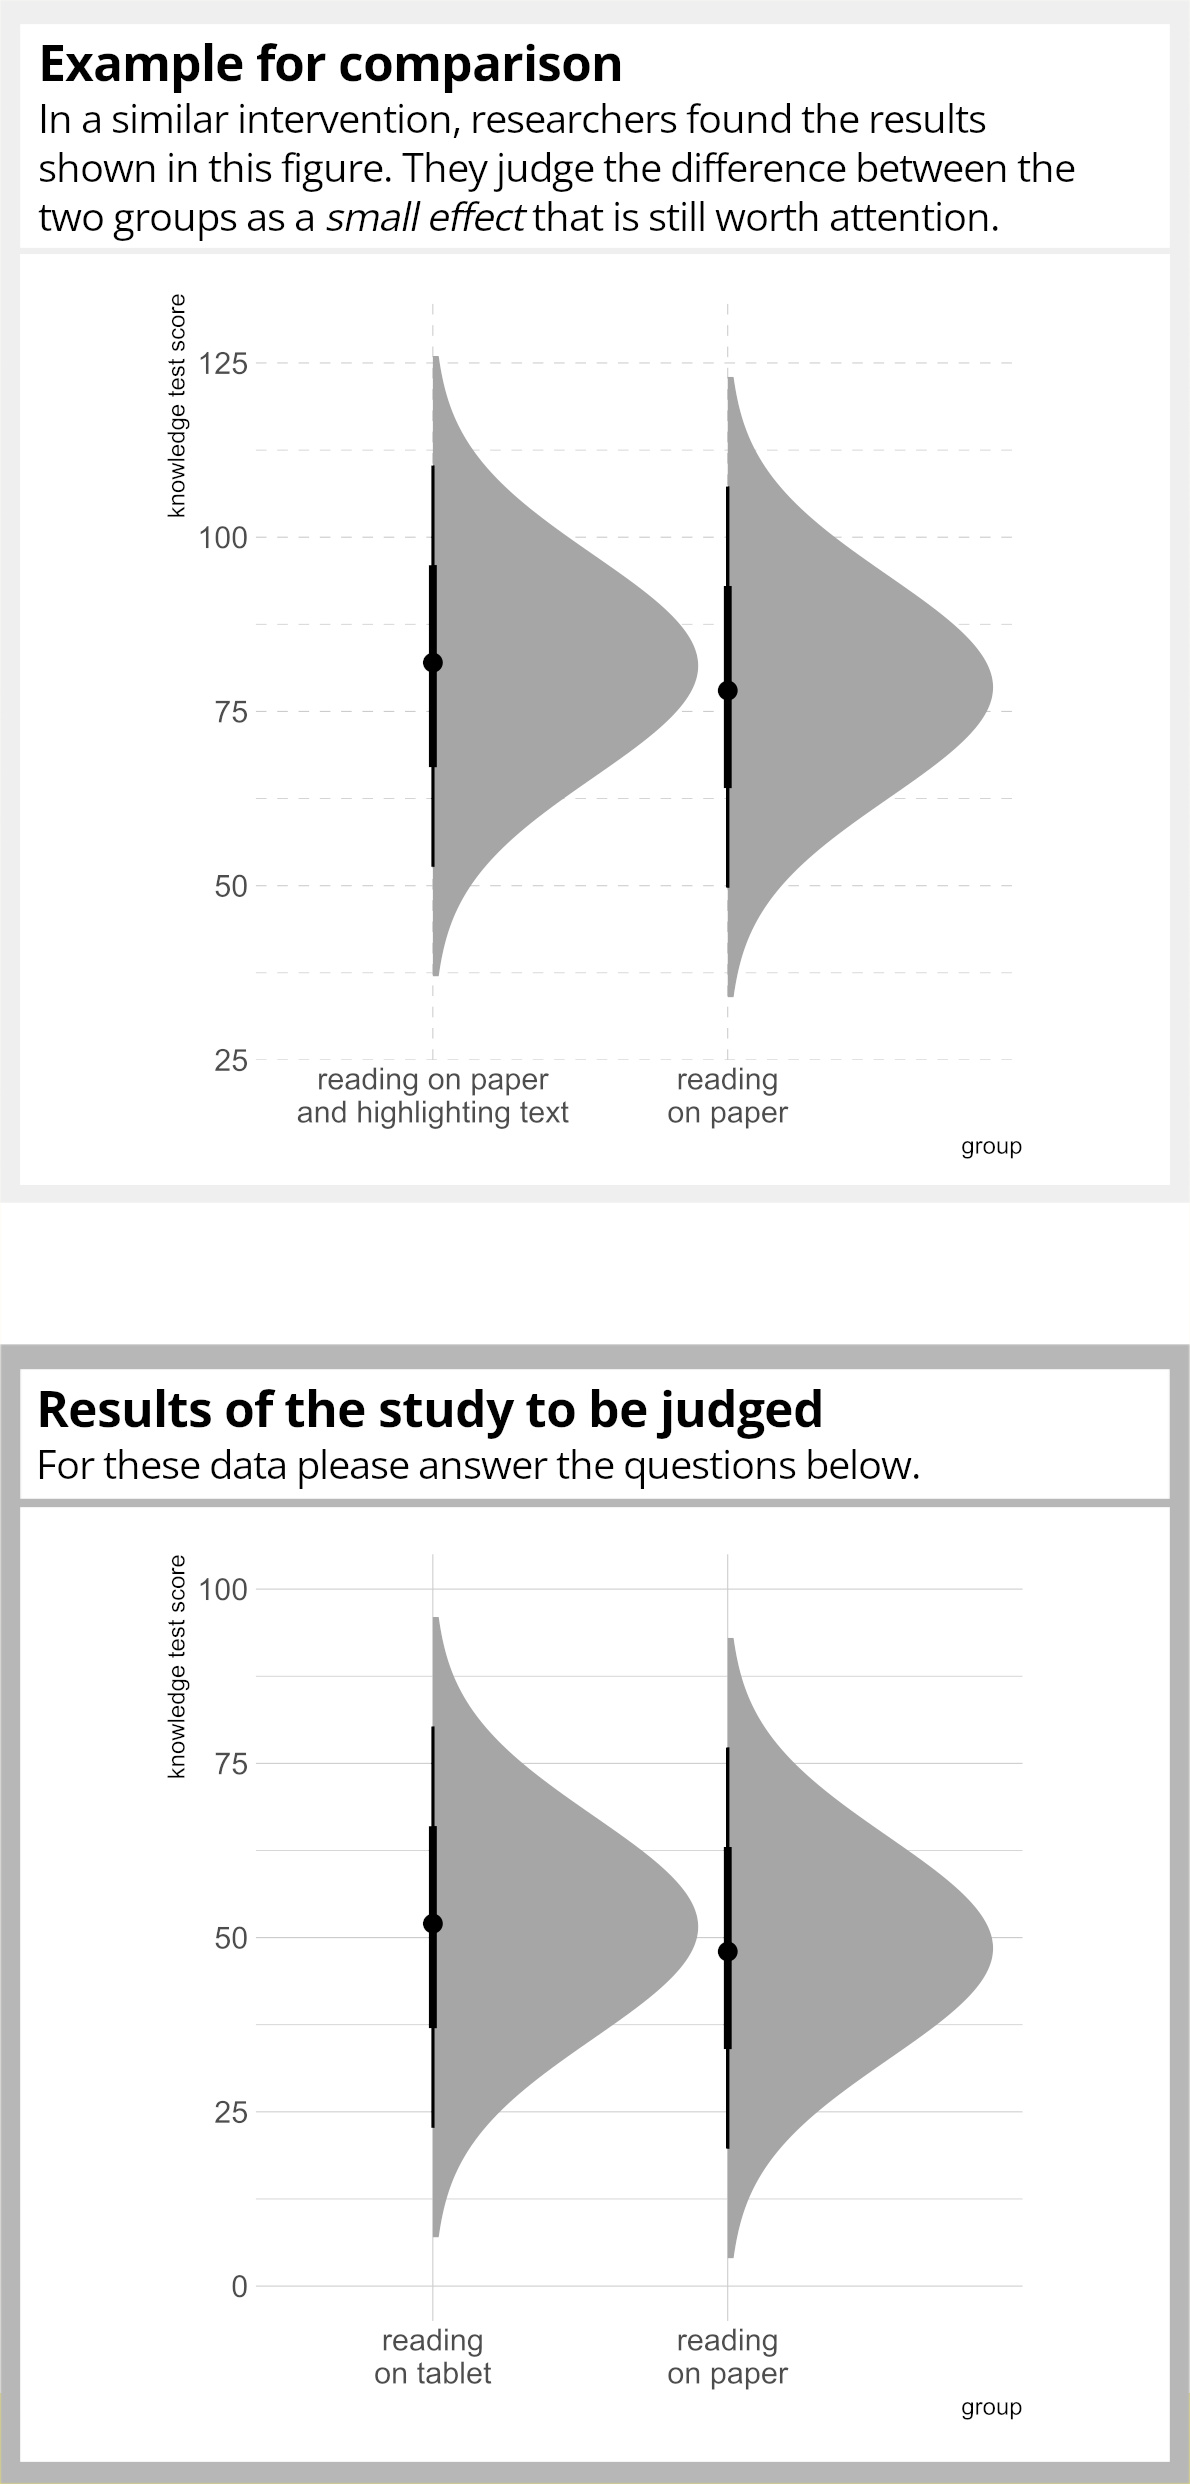 Example for comparison
In a similar intervention, researchers found the results
shown in this figure. They judge the difference between the
two groups as a small effect that is still worth attention.
knowledge test score
125
100
75
50
25
reading on paper
and highlighting text
reading
on paper
group
Results of the study to be judged
For these data please answer the questions below.
knowledge test score
100
75
50
25
0
reading
on tablet
reading
on paper
group